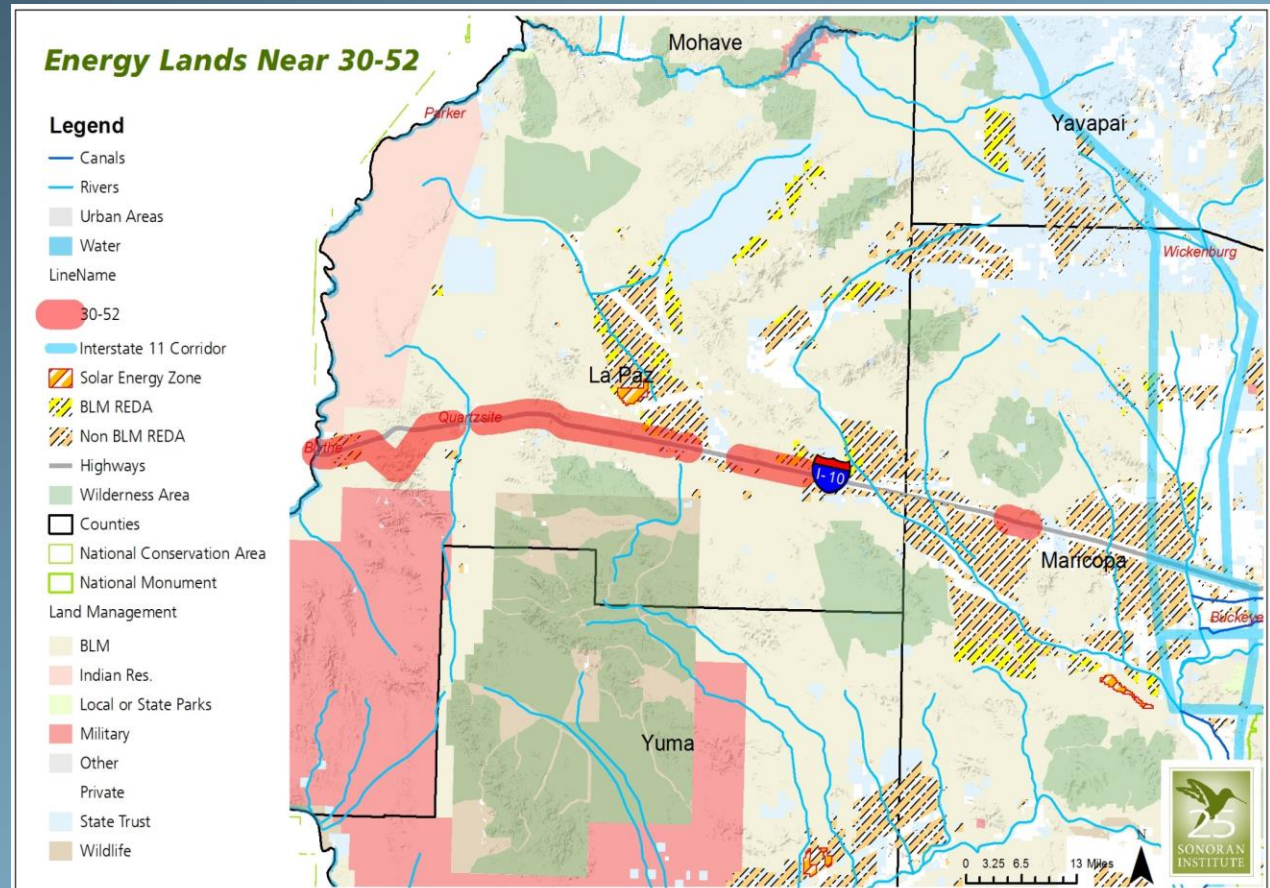 Energy Lands Near 30-52
Legend
Canals
Rivers
Urban Areas
Water
LineName
30-52
Interstate 11 Corridor
Solar Energy Zone
BLM REDA
Non BLM REDA
Highways
Wilderness Area
Counties
National Conservation Area
National Monument
Land Management
BLM
Indian Res.
Local or State Parks
Military
Other
Private
State Trust
Wildlife
Mohave
Parker
Yavapai
Wickenburg
La Paz
Quartzsite
Blythe
I-10
Maricopa
Buckeye
Yuma
N
0 3.25 6.5 13 Miles
25
SONORAN
INSTITUTE